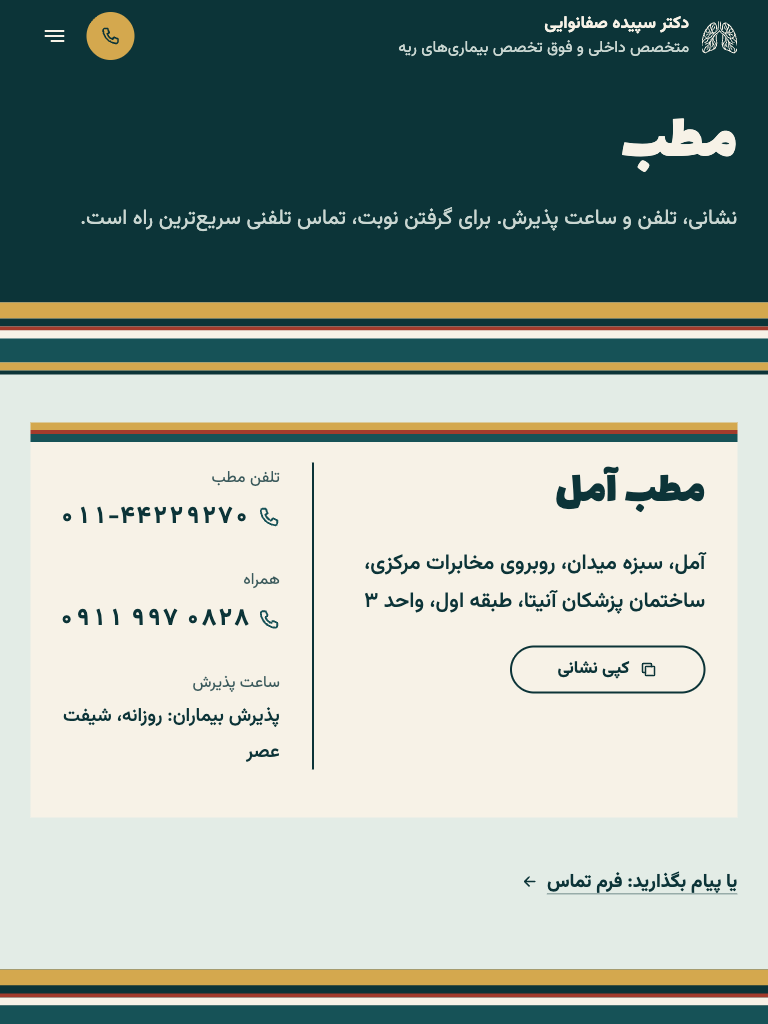 دکتر سپیده صفانوایی
متخصص داخلی و فوق تخصص بیماری‌های ریه
مطب
نشانی، تلفن و ساعت پذیرش. برای گرفتن نوبت، تماس تلفنی سریع‌ترین راه است.
مطب آمل
آمل، سبزه میدان، روبروی مخابرات مرکزی،
ساختمان پزشکان آنیتا، طبقه اول، واحد ۳
کپی نشانی
تلفن مطب
۰۱۱-۴۴۲۲۹۲۷۰
همراه
۰۹۱۱ ۹۹۷ ۰۸۲۸
ساعت پذیرش
پذیرش بیماران: روزانه، شیفت
عصر
یا پیام بگذارید: فرم تماس ←